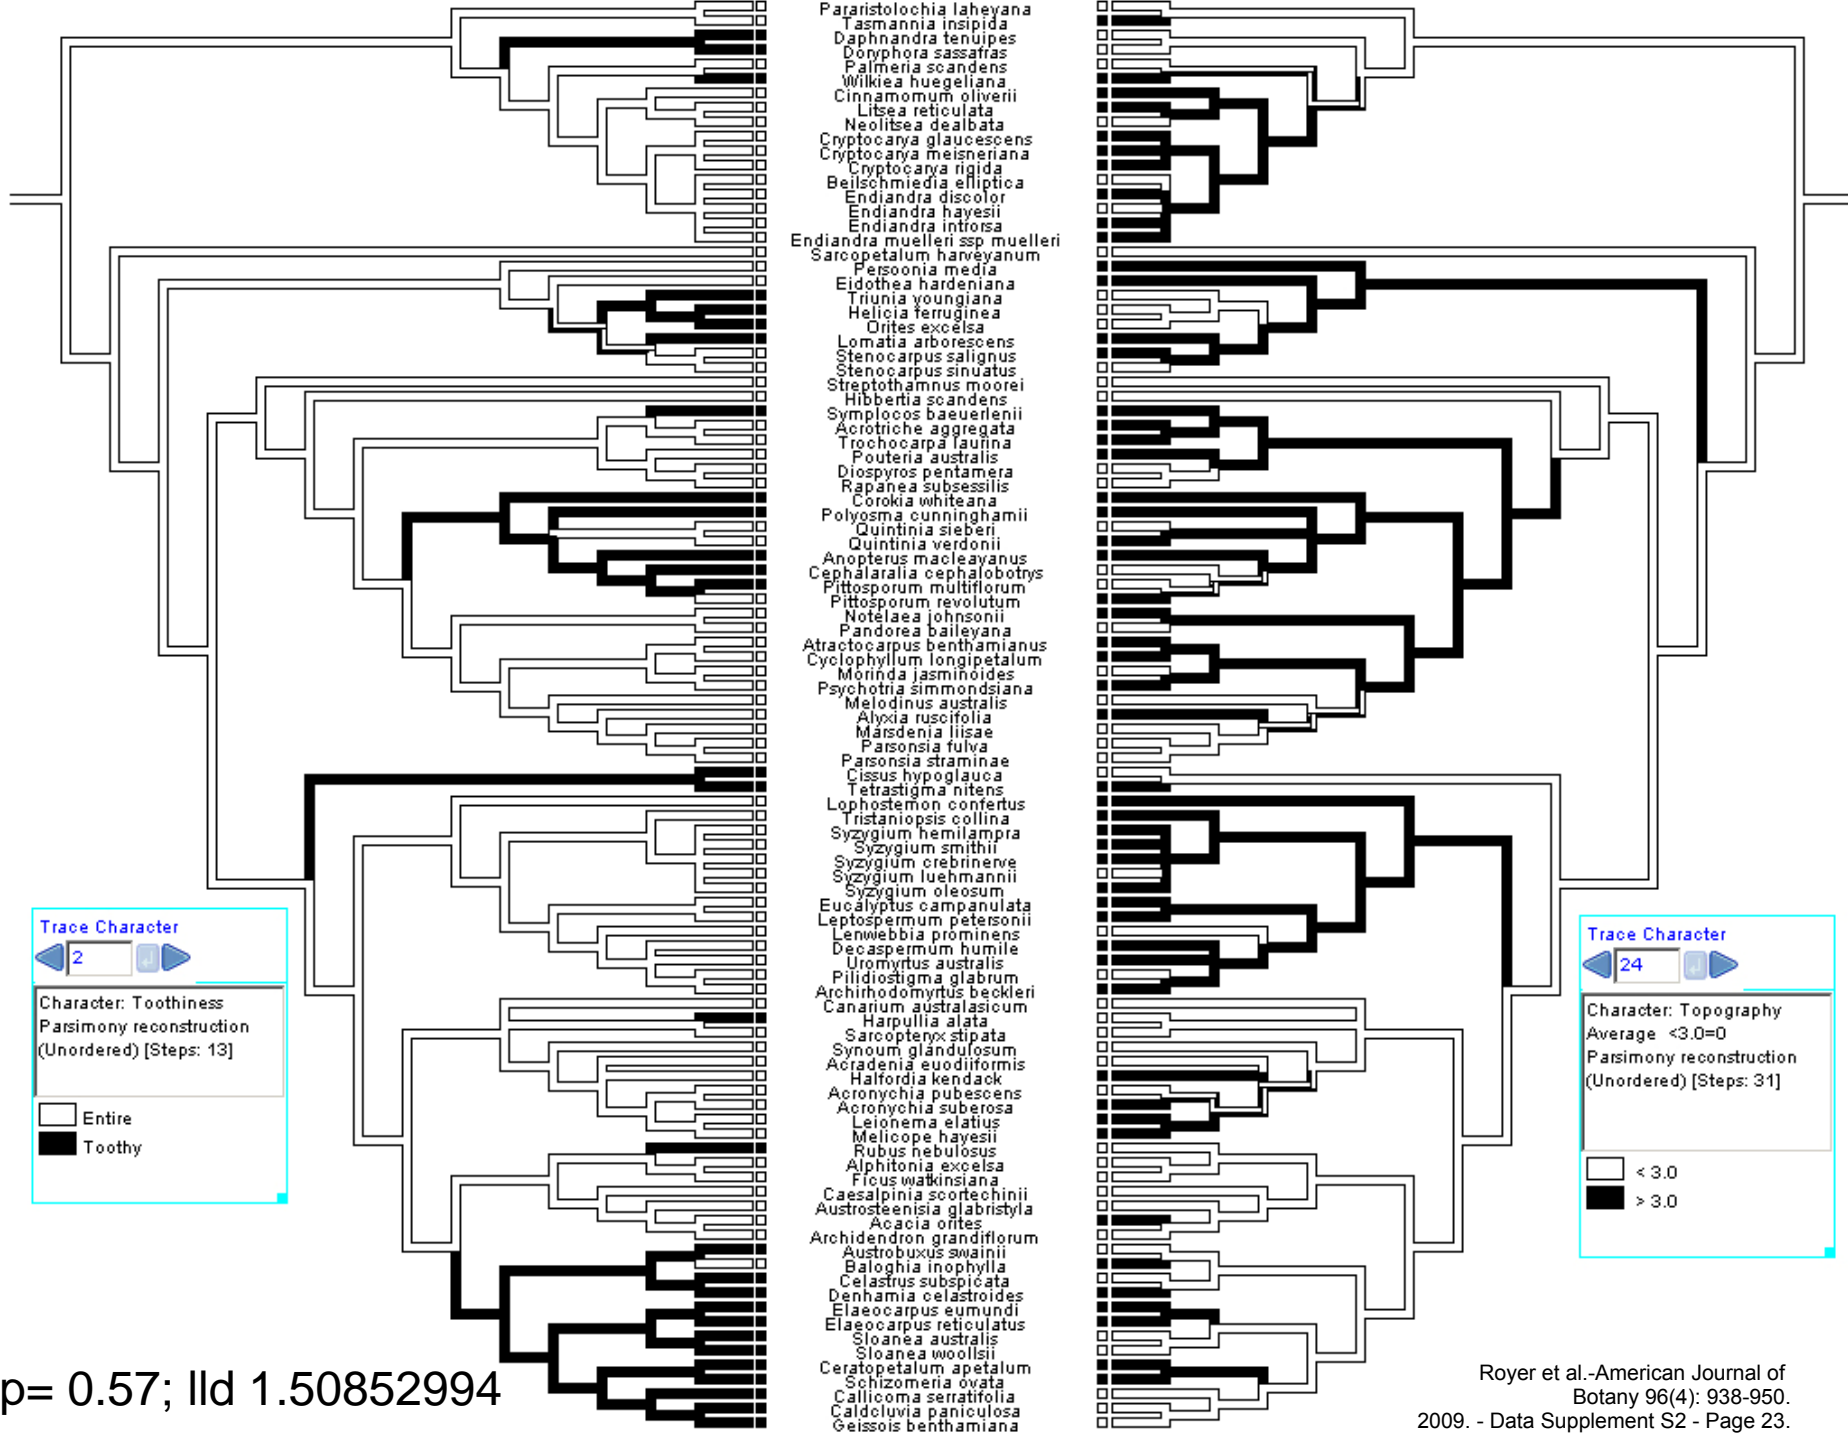 Pararistolochia laheyana
Tasmannia insipida
Daphnandra tenuipes
Doryphora sassafras
Palmeria scandens
Wilkiea huegeliana
Cinnamomum oliverii
Litsea reticulata
Neolitsea dealbata
Cryptocarya glaucescens
Cryptocarya meisneriana
Cryptocarya rigida
Beilschmiedia elliptica
Endiandra discolor
Endiandra hayesii
Endiandra introrsa
Endiandra muelleri ssp muelleri
Sarcopetalum harveyanum
Persoonia media
Eidothea hardeniana
Triunia youngiana
Helicia ferruginea
Orites excelsa
Lomatia arborescens
Stenocarpus salignus
Stenocarpus sinuatus
Streptothamnus moorei
Hibbertia scandens
Symplocos baeuerlenii
Acrotriche aggregata
Trochocarpa laurina
Pouteria australis
Diospyros pentamera
Rapanea subsessilis
Corokia whiteana
Polyosma cunninghamii
Quintinia sieberi
Quintinia verdonii
Anopterus macleayanus
Cephalaralia cephalobotrys
Pittosporum multiflorum
Pittosporum revolutum
Notelaea johnsonii
Pandorea baileyana
Atractocarpus benthamianus
Cyclophyllum longipetalum
Morinda jasminoides
Psychotria simmondsiana
Melodinus australis
Alyxia ruscifolia
Marsdenia liisae
Parsonsia fulva
Parsonsia straminae
Cissus hypoglauca
Tetrastigma nitens
Lophostemon confertus
Tristaniopsis collina
Syzygium hemilampra
Syzygium smithii
Syzygium crebrinerve
Syzygium luehmannii
Syzygium oleosum
Eucalyptus campanulata
Leptospermum petersonii
Lenwebbia prominens
Decaspermum humile
Uromyrtus australis
Pilidiostigma glabrum
Archirhodomyrtus beckleri
Canarium australasicum
Harpullia alata
Sarcopteryx stipata
Synoum glandulosum
Acradenia euodiiformis
Halfordia kendack
Acronychia pubescens
Acronychia suberosa
Leionema elatius
Melicope hayesii
Rubus nebulosus
Alphitonia excelsa
Ficus watkinsiana
Caesalpinia scortechinii
Austrosteenisia glabristyla
Acacia orites
Archidendron grandiflorum
Austrobuxus swainii
Baloghia inophylla
Celastrus subspicata
Denhamia celastroides
Elaeocarpus eumundi
Elaeocarpus reticulatus
Sloanea australis
Sloanea woollsii
Ceratopetalum apetalum
Schizomeria ovata
Callicoma serratifolia
Caldcluvia paniculosa
Geissois benthamiana
Trace Character
2
Character: Toothiness
Parsimony reconstruction
(Unordered) [Steps: 13]
Entire
Toothy
Trace Character
24
Character: Topography
Average <3.0=0
Parsimony reconstruction
(Unordered) [Steps: 31]
< 3.0
> 3.0
p= 0.57; lld 1.50852994
Royer et al.-American Journal of
Botany 96(4): 938-950.
2009. - Data Supplement S2 - Page 23.